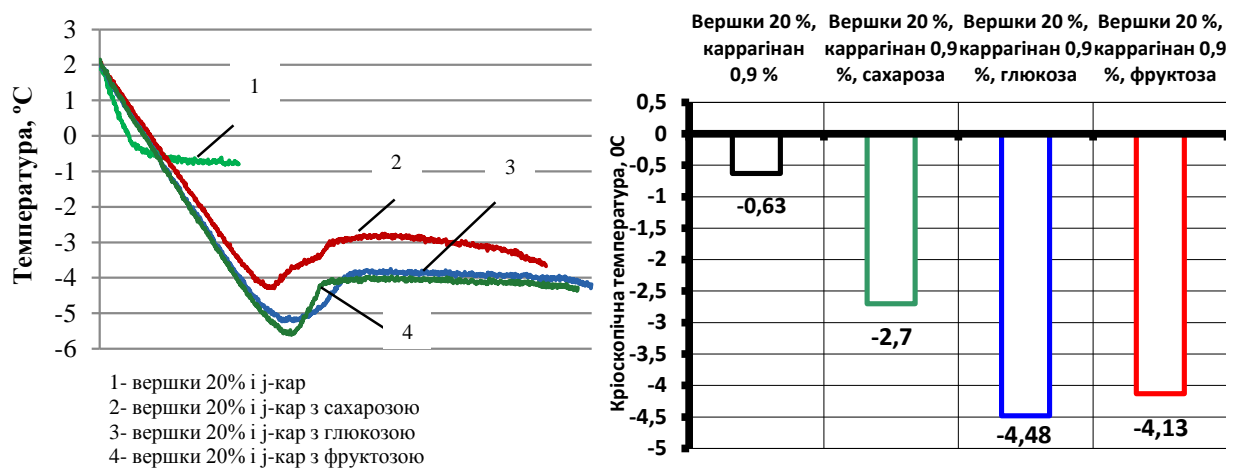 3
2
1
0
-1
-2
-3
-4
-5
-6
Температура, ºС
1
2
3
4
1- вершки 20% і j-кар
2- вершки 20% і j-кар з сахарозою
3- вершки 20% і j-кар з глюкозою
4- вершки 20% і j-кар з фруктозою
Вершки 20 %,
каррагінан
0,9 %
Вершки 20 %,
каррагінан 0,9
%, сахароза
Вершки 20 %,
каррагінан 0,9
%, глюкоза
Вершки 20 %,
каррагінан 0,9
%, фруктоза
Кріоскопічна температура, 0С
0,5
0
-0,5
-1
-1,5
-2
-2,5
-3
-3,5
-4
-4,5
-5
-0,63
-2,7
-4,48
-4,13